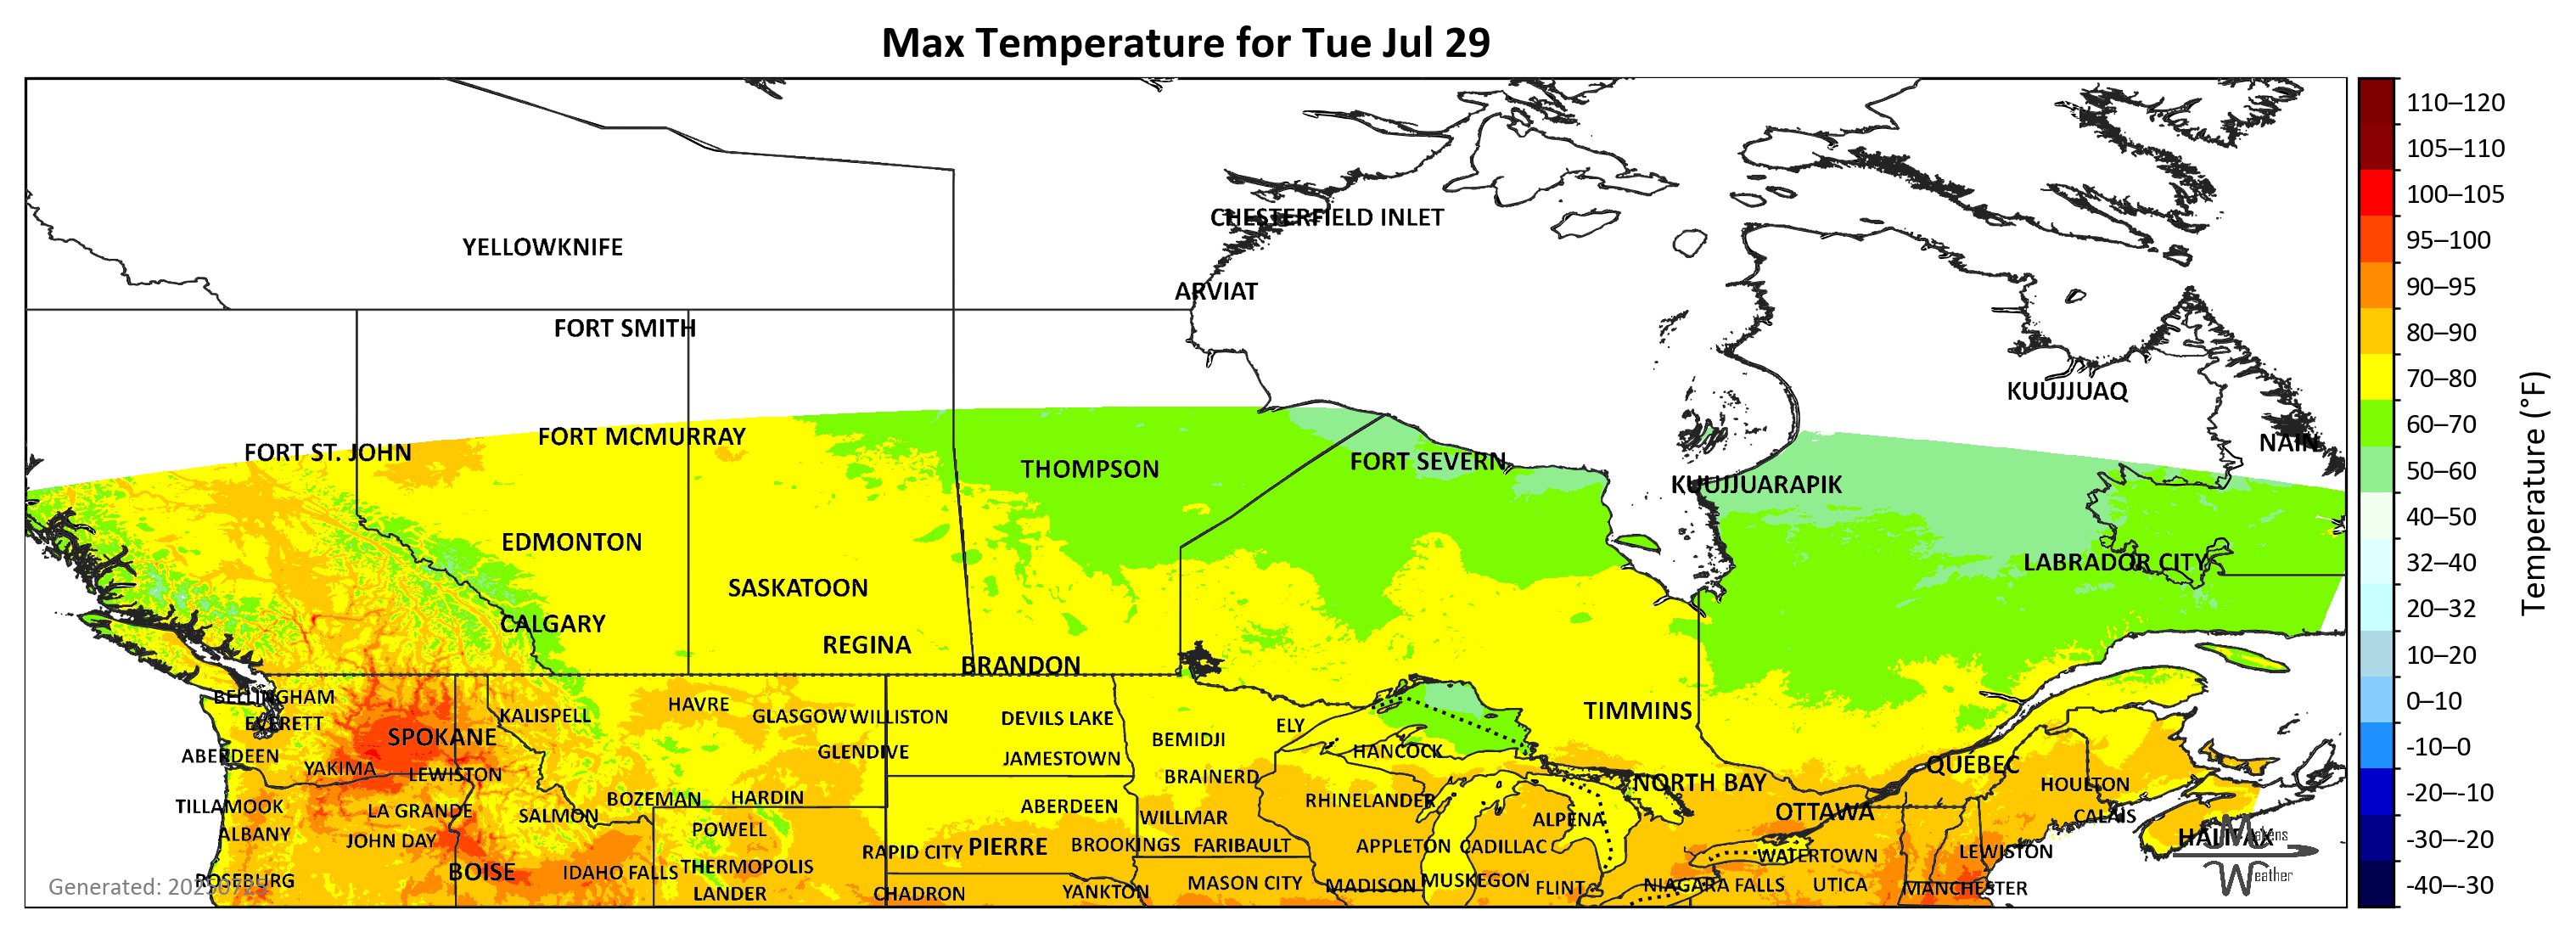 Max Temperature for Tue Jul 29
CHESTERFIELD INLET
YELLOWKNIFE
ARVIAT
FORT SMITH
KUUJJUAQ
FORT MCMURRAY
NAIN
FORT ST. JOHN
FORT SEVERN
THOMPSON
KUUJJUARAPIK
EDMONTON
LABRADOR CITY
SASKATOON
CALGARY
REGINA
BRANDON
BELLINGHAM
HAVRE
TIMMINS
KALISPELL
GLASGOW WILLISTON
DEVILS LAKE
EVERETT
ELY
SPOKANE
BEMIDJI
HANCOCK
GLENDIVE
ABERDEEN
JAMESTOWN
QUÉBEC
YAKIMA
LEWISTON
BRAINERD
NORTH BAY
HOULTON
BOZEMAN
HARDIN
RHINELANDER
TILLAMOOK
ABERDEEN
LA GRANDE
SALMON
WILLMAR
ALPENA
OTTAWA
CALAIS
ALBANY
POWELL
HALIFAX
JOHN DAY
RAPID CITY
PIERRE
BROOKINGS
FARIBAULT
APPLETON
CADILLAC
WATERTOWN
LEWISTON
BOISE
IDAHO FALLS
THERMOPOLIS
ROSEBURG
MASON CITY
MADISON
MUSKEGON
FLINT
NIAGARA FALLS
UTICA
MANCHESTER
LANDER
CHADRON
YANKTON
Weather
110–120
105–110
100–105
95–100
90–95
80–90
70–80
60–70
50–60
40–50
32–40
20–32
10–20
0–10
-10–0
-20–-10
-30–-20
-40–-30
Temperature (°F)